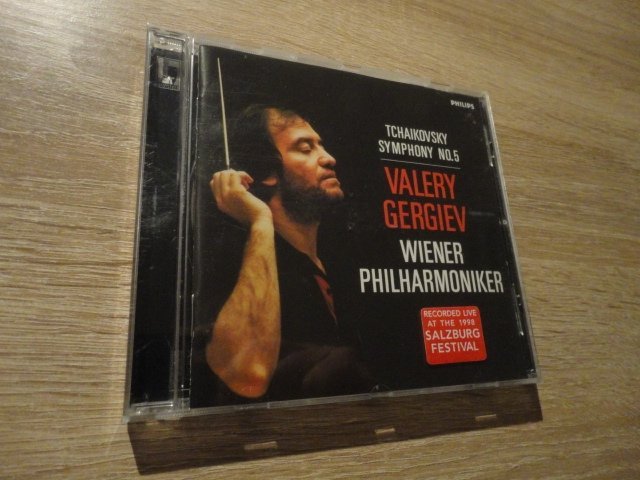 PHILIPS
TCHAIKOVSKY
SYMPHONY NO.5
VALERY
GERGIEV
WIENER
PHILHARMONIKER
RECORDED LIVE
AT THE 1998
SALZBURG
FESTIVAL